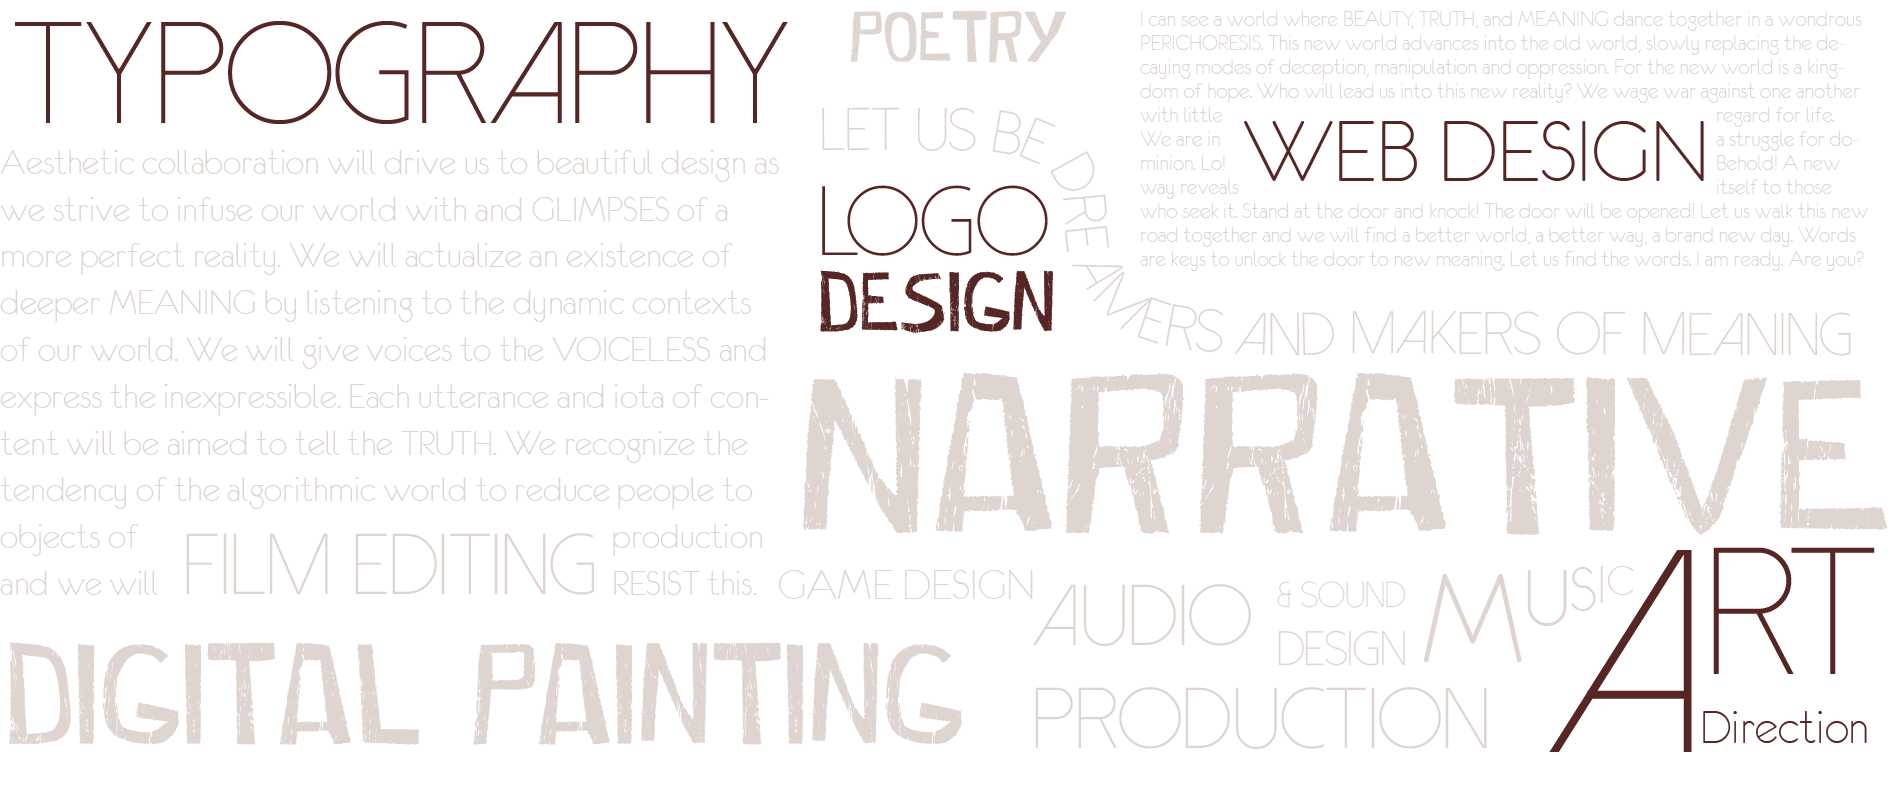 TYPOGRAPHY
Aesthetic collaboration will drive us to beautiful design as
we strive to infuse our world with and GLIMPSES of a
more perfect reality. We will actualize an existence of
deeper MEANING by listening to the dynamic contexts
of our world. We will give voices to the VOICELESS and
express the inexpressible. Each utterance and iota of con-
tent will be aimed to tell the TRUTH. We recognize the
tendency of the algorithmic world to reduce people to
objects of production
and we will RESIST this.
FILM EDITING
POETRY
LET US BE DREAMERS AND MAKERS OF MEANING
LOGO
DESIGN
I can see a world where BEAUTY, TRUTH, and MEANING dance together in a wondrous
PERICHORESIS. This new world advances into the old world, slowly replacing the de-
caying modes of deception, manipulation and oppression. For the new world is a king-
dom of hope. Who will lead us into this new reality? We wage war against one another
with little regard for life.
We are in a struggle for do-
minion. Lo! Behold! A new
way reveals itself to those
who seek it. Stand at the door and knock! The door will be opened! Let us walk this new
road together and we will find a better world, a better way, a brand new day. Words
are keys to unlock the door to new meaning. Let us find the words. I am ready. Are you?
WEB DESIGN
NARRATIVE
GAME DESIGN
AUDIO
& SOUND
DESIGN
MUSIC
PRODUCTION
ART
Direction
DIGITAL PAINTING